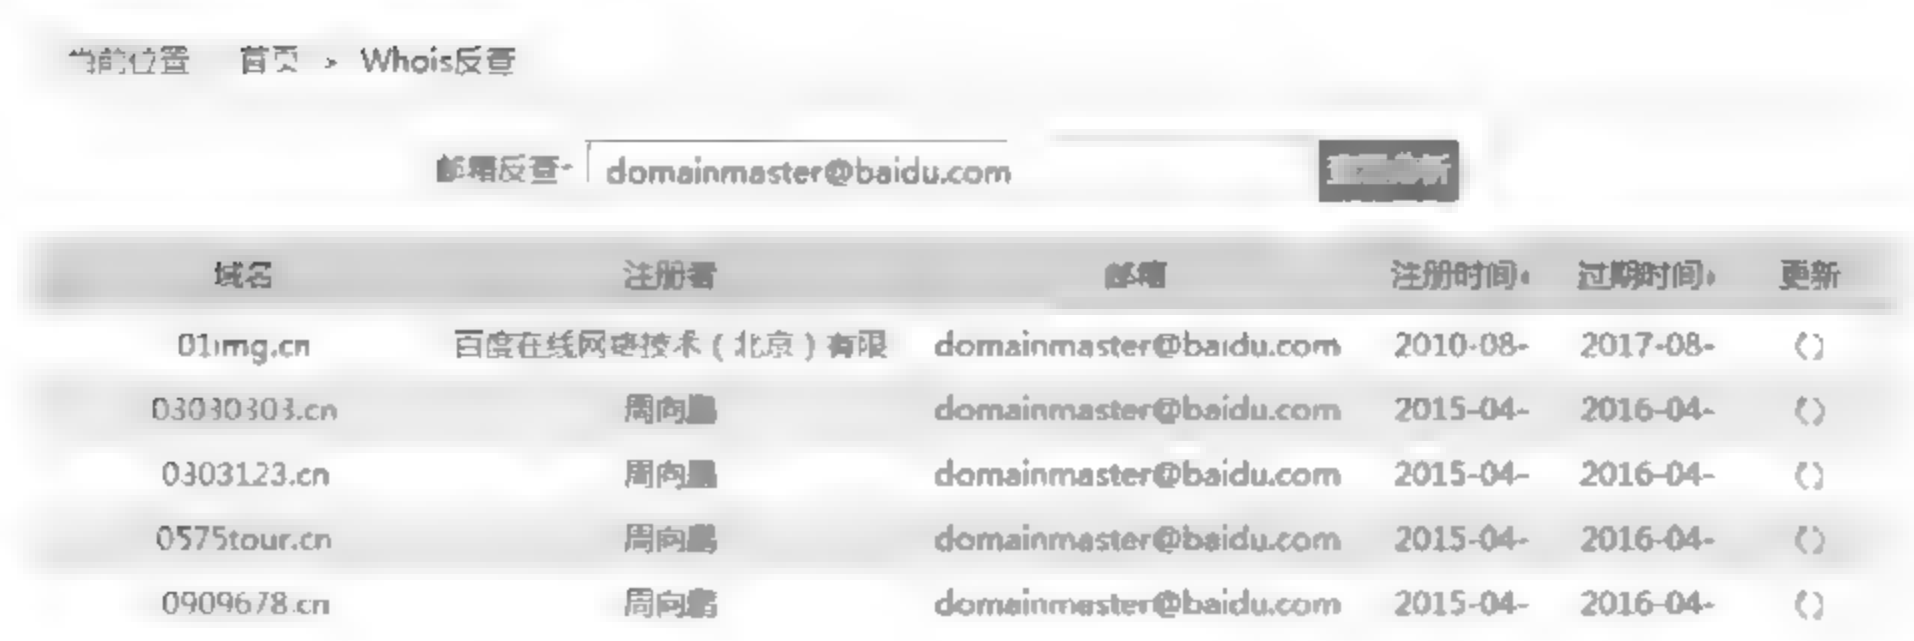 当前位置 首页 > Whois反查
邮箱反查 domainmaster@baidu.com
域名 注册者 邮箱 注册时间 过期时间 更新
01img.cn 百度在线网络技术（北京）有限 domainmaster@baidu.com 2010-08- 2017-08-
03030303.cn 周向 domainmaster@baidu.com 2015-04- 2016-04-
0303123.cn 周向 domainmaster@baidu.com 2015-04- 2016-04-
0575tour.cn 周向 domainmaster@baidu.com 2015-04- 2016-04-
0909678.cn 周向 domainmaster@baidu.com 2015-04- 2016-04-